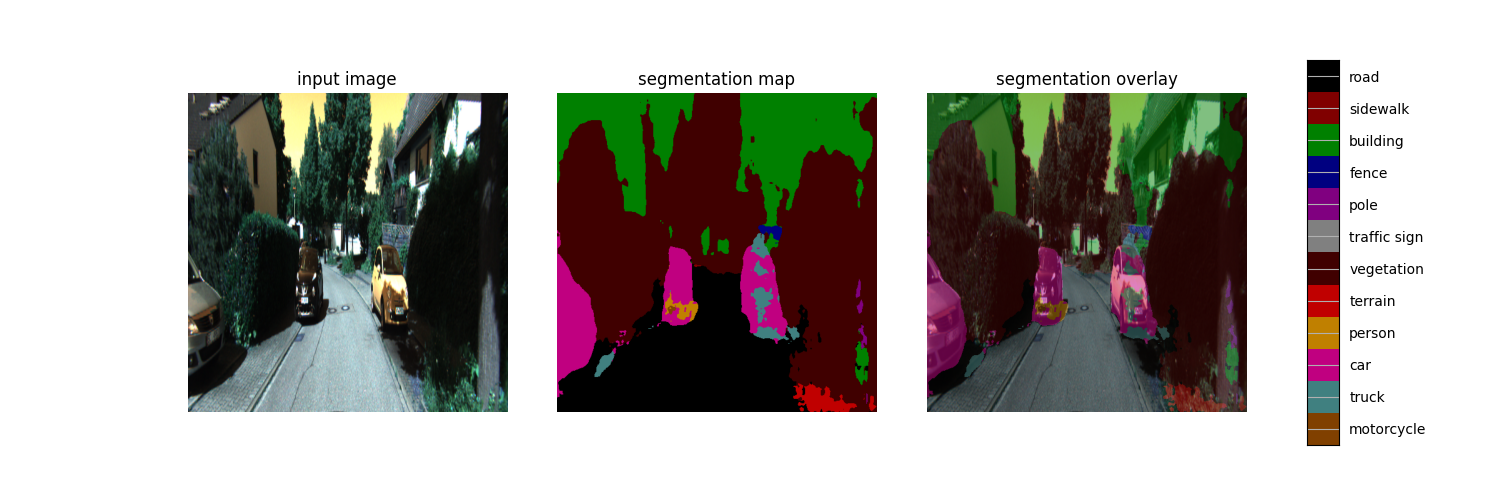 input image
segmentation map
segmentation overlay
road
sidewalk
building
fence
pole
traffic sign
vegetation
terrain
person
car
truck
motorcycle